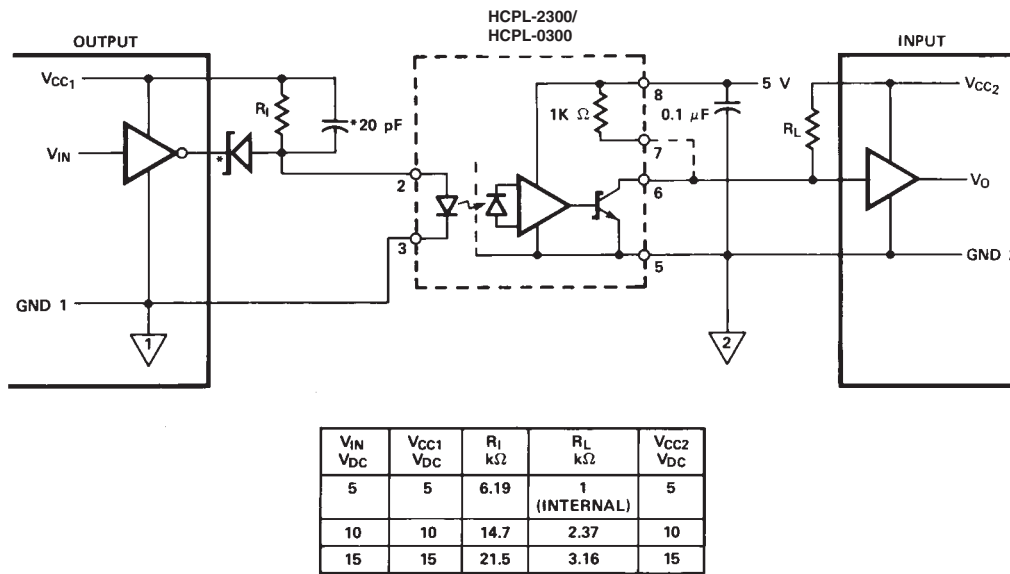 HCPL-2300/
HCPL-0300
OUTPUT
INPUT
VCC1
RI
*20 pF
VIN
*
2
3
GND 1
1
8
5 V
1K Ω
0.1 μF
7
6
5
2
RL
VCC2
VO
GND
VIN VDC | VCC1 VDC | RI kΩ | RL kΩ | VCC2 VDC
5 | 5 | 6.19 | 1 (INTERNAL) | 5
10 | 10 | 14.7 | 2.37 | 10
15 | 15 | 21.5 | 3.16 | 15